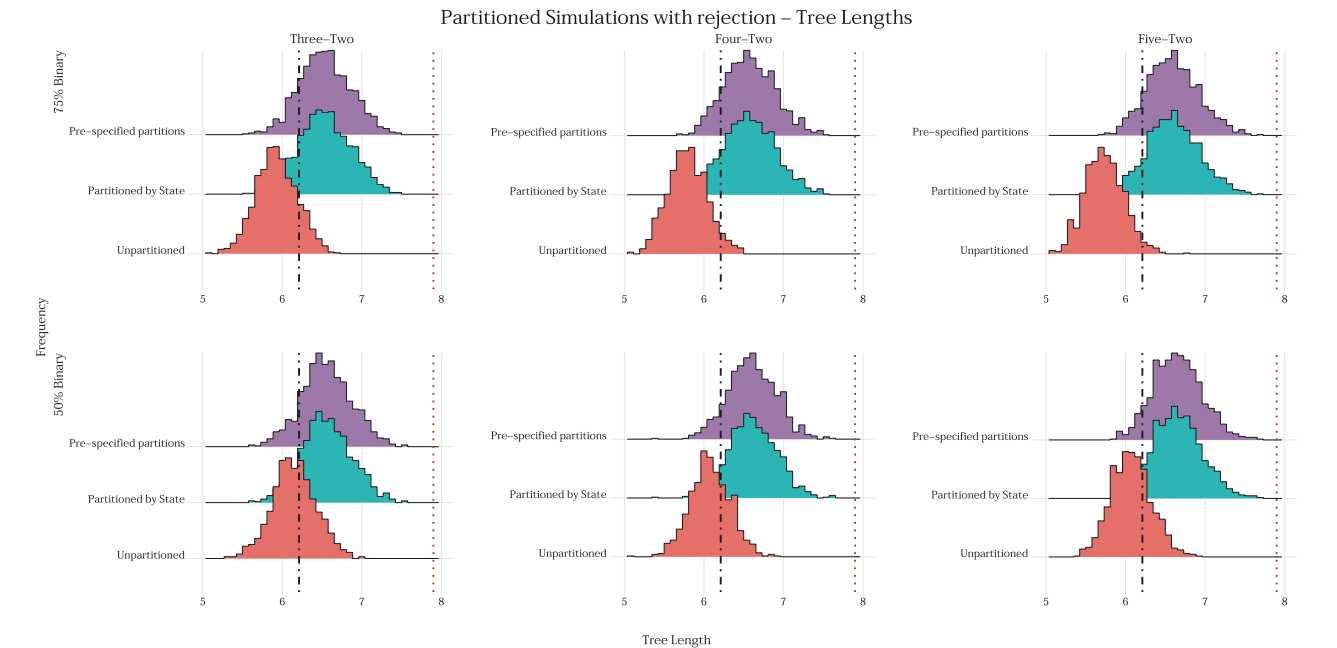 Partitioned Simulations with rejection – Tree Lengths
Three–Two
Four–Two
Five–Two
75% Binary
Pre–specified partitions
Partitioned by State
Unpartitioned
5 6 7 8
Pre–specified partitions
Partitioned by State
Unpartitioned
5 6 7 8
Pre–specified partitions
Partitioned by State
Unpartitioned
5 6 7 8
Frequency
50% Binary
Pre–specified partitions
Partitioned by State
Unpartitioned
5 6 7 8
Pre–specified partitions
Partitioned by State
Unpartitioned
5 6 7 8
Pre–specified partitions
Partitioned by State
Unpartitioned
5 6 7 8
Tree Length